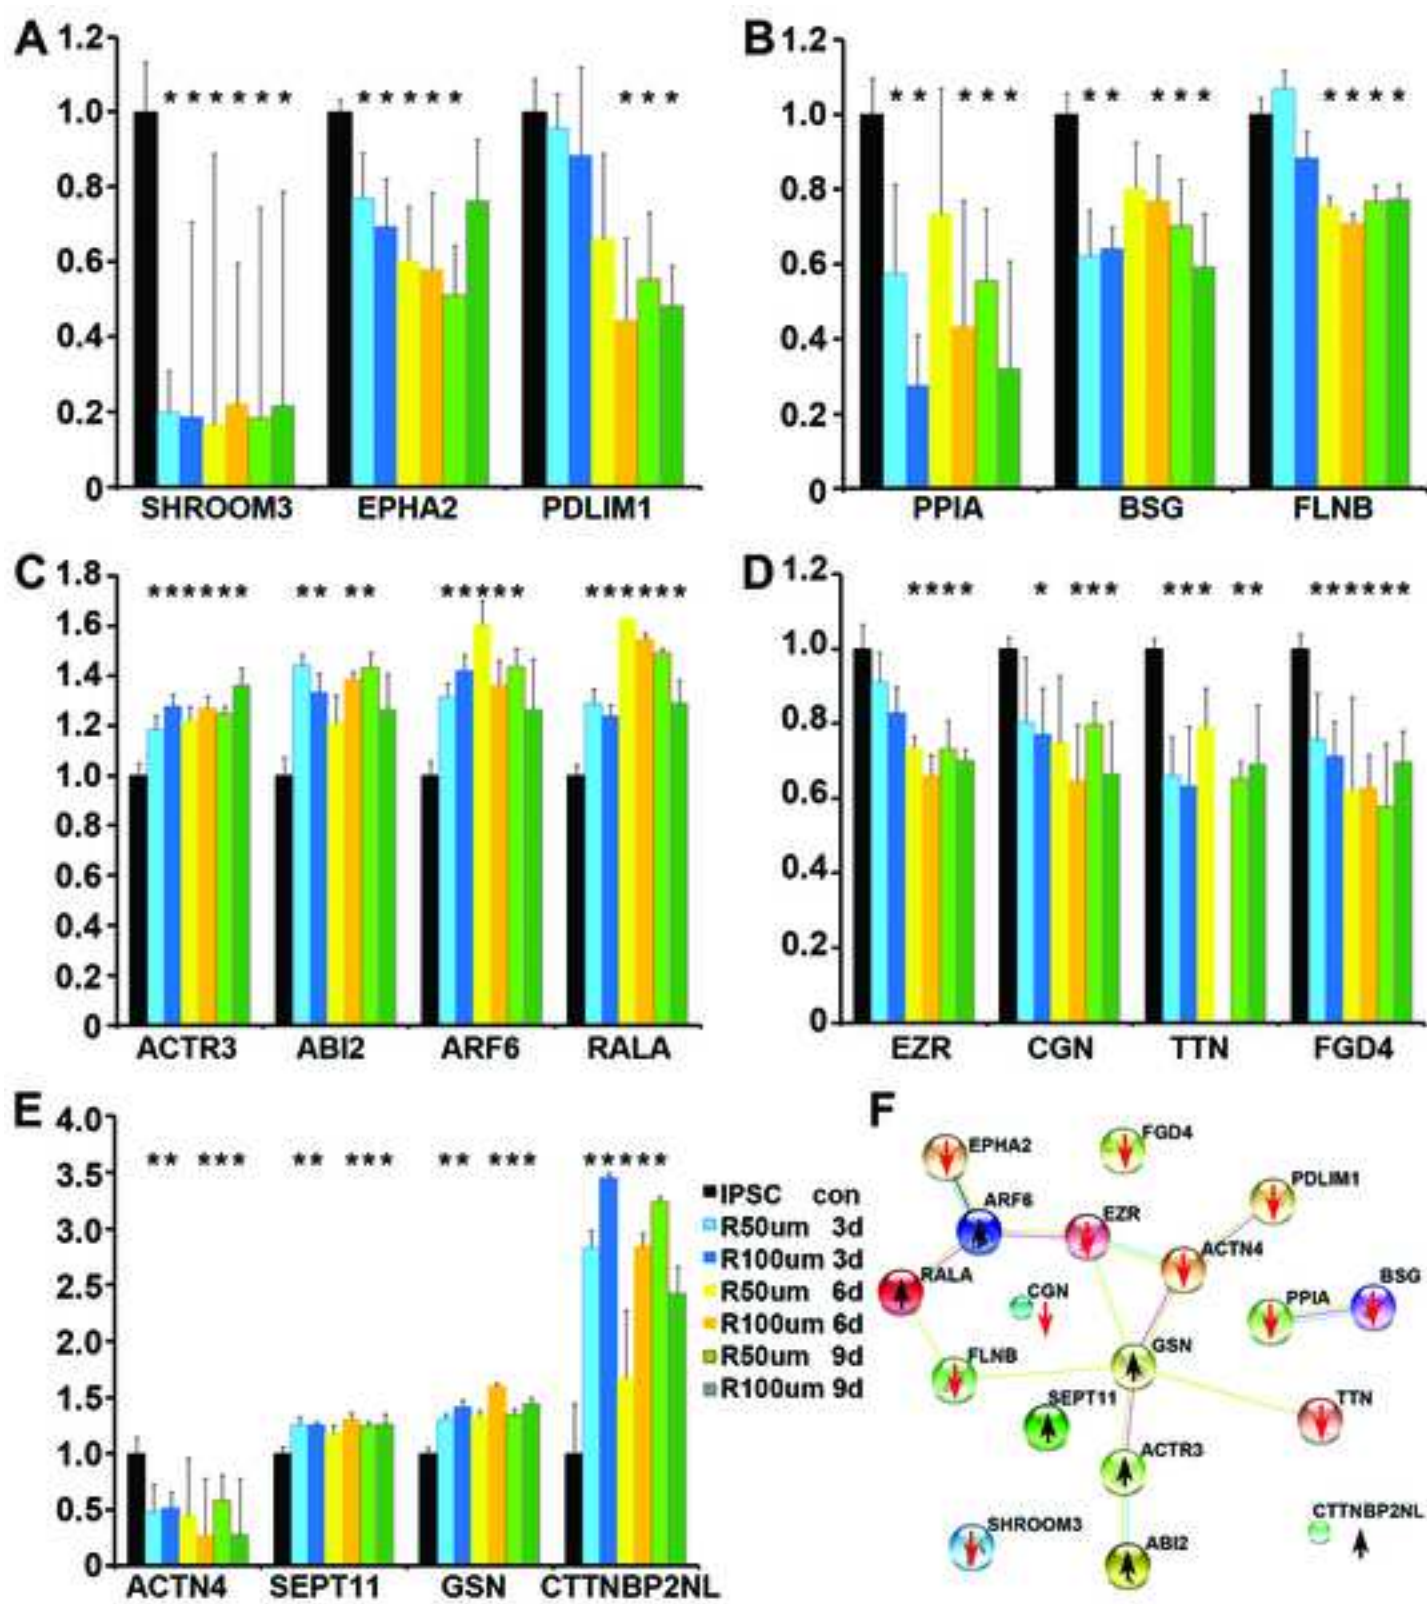 A
1.2
1.0
0.8
0.6
0.4
0.2
0
* * * * * *
* * * * *
* * *
SHROOM3 EPHA2 PDLIM1
B
1.2
1.0
0.8
0.6
0.4
0.2
0
* * * * *
* * * * *
* * * *
PPIA BSG FLNB
C
1.8
1.6
1.4
1.2
1.0
0.8
0.6
0.4
0.2
0
******
** **
*****
******
ACTR3 ABI2 ARF6 RALA
D
1.2
1.0
0.8
0.6
0.4
0.2
0
****
* ***
*** **
******
EZR CGN TTN FGD4
E
4.0
3.5
3.0
2.5
2.0
1.5
1.0
0.5
0
** ***
** ***
** ***
*****
ACTN4 SEPT11 GSN CTTNBP2NL
IPSC con
R50um 3d
R100um 3d
R50um 6d
R100um 6d
R50um 9d
R100um 9d
F
EPHA2
FGD4
PDLIM1
ARF6
EZR
ACTN4
RALA
CGN
PPIA
BSG
GSN
FLNB
SEPT11
TTN
ACTR3
CTTNBP2NL
SHROOM3
ABI2